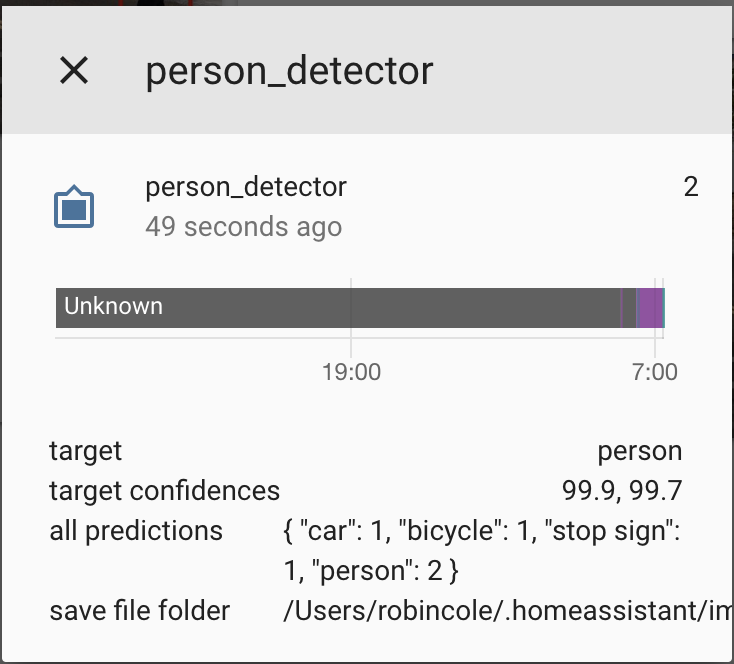 person_detector
person_detector 2
49 seconds ago
Unknown
19:00 7:00
target person
target confidences 99.9, 99.7
all predictions { "car": 1, "bicycle": 1, "stop sign":
1, "person": 2 }
save file folder /Users/robincole/.homeassistant/im